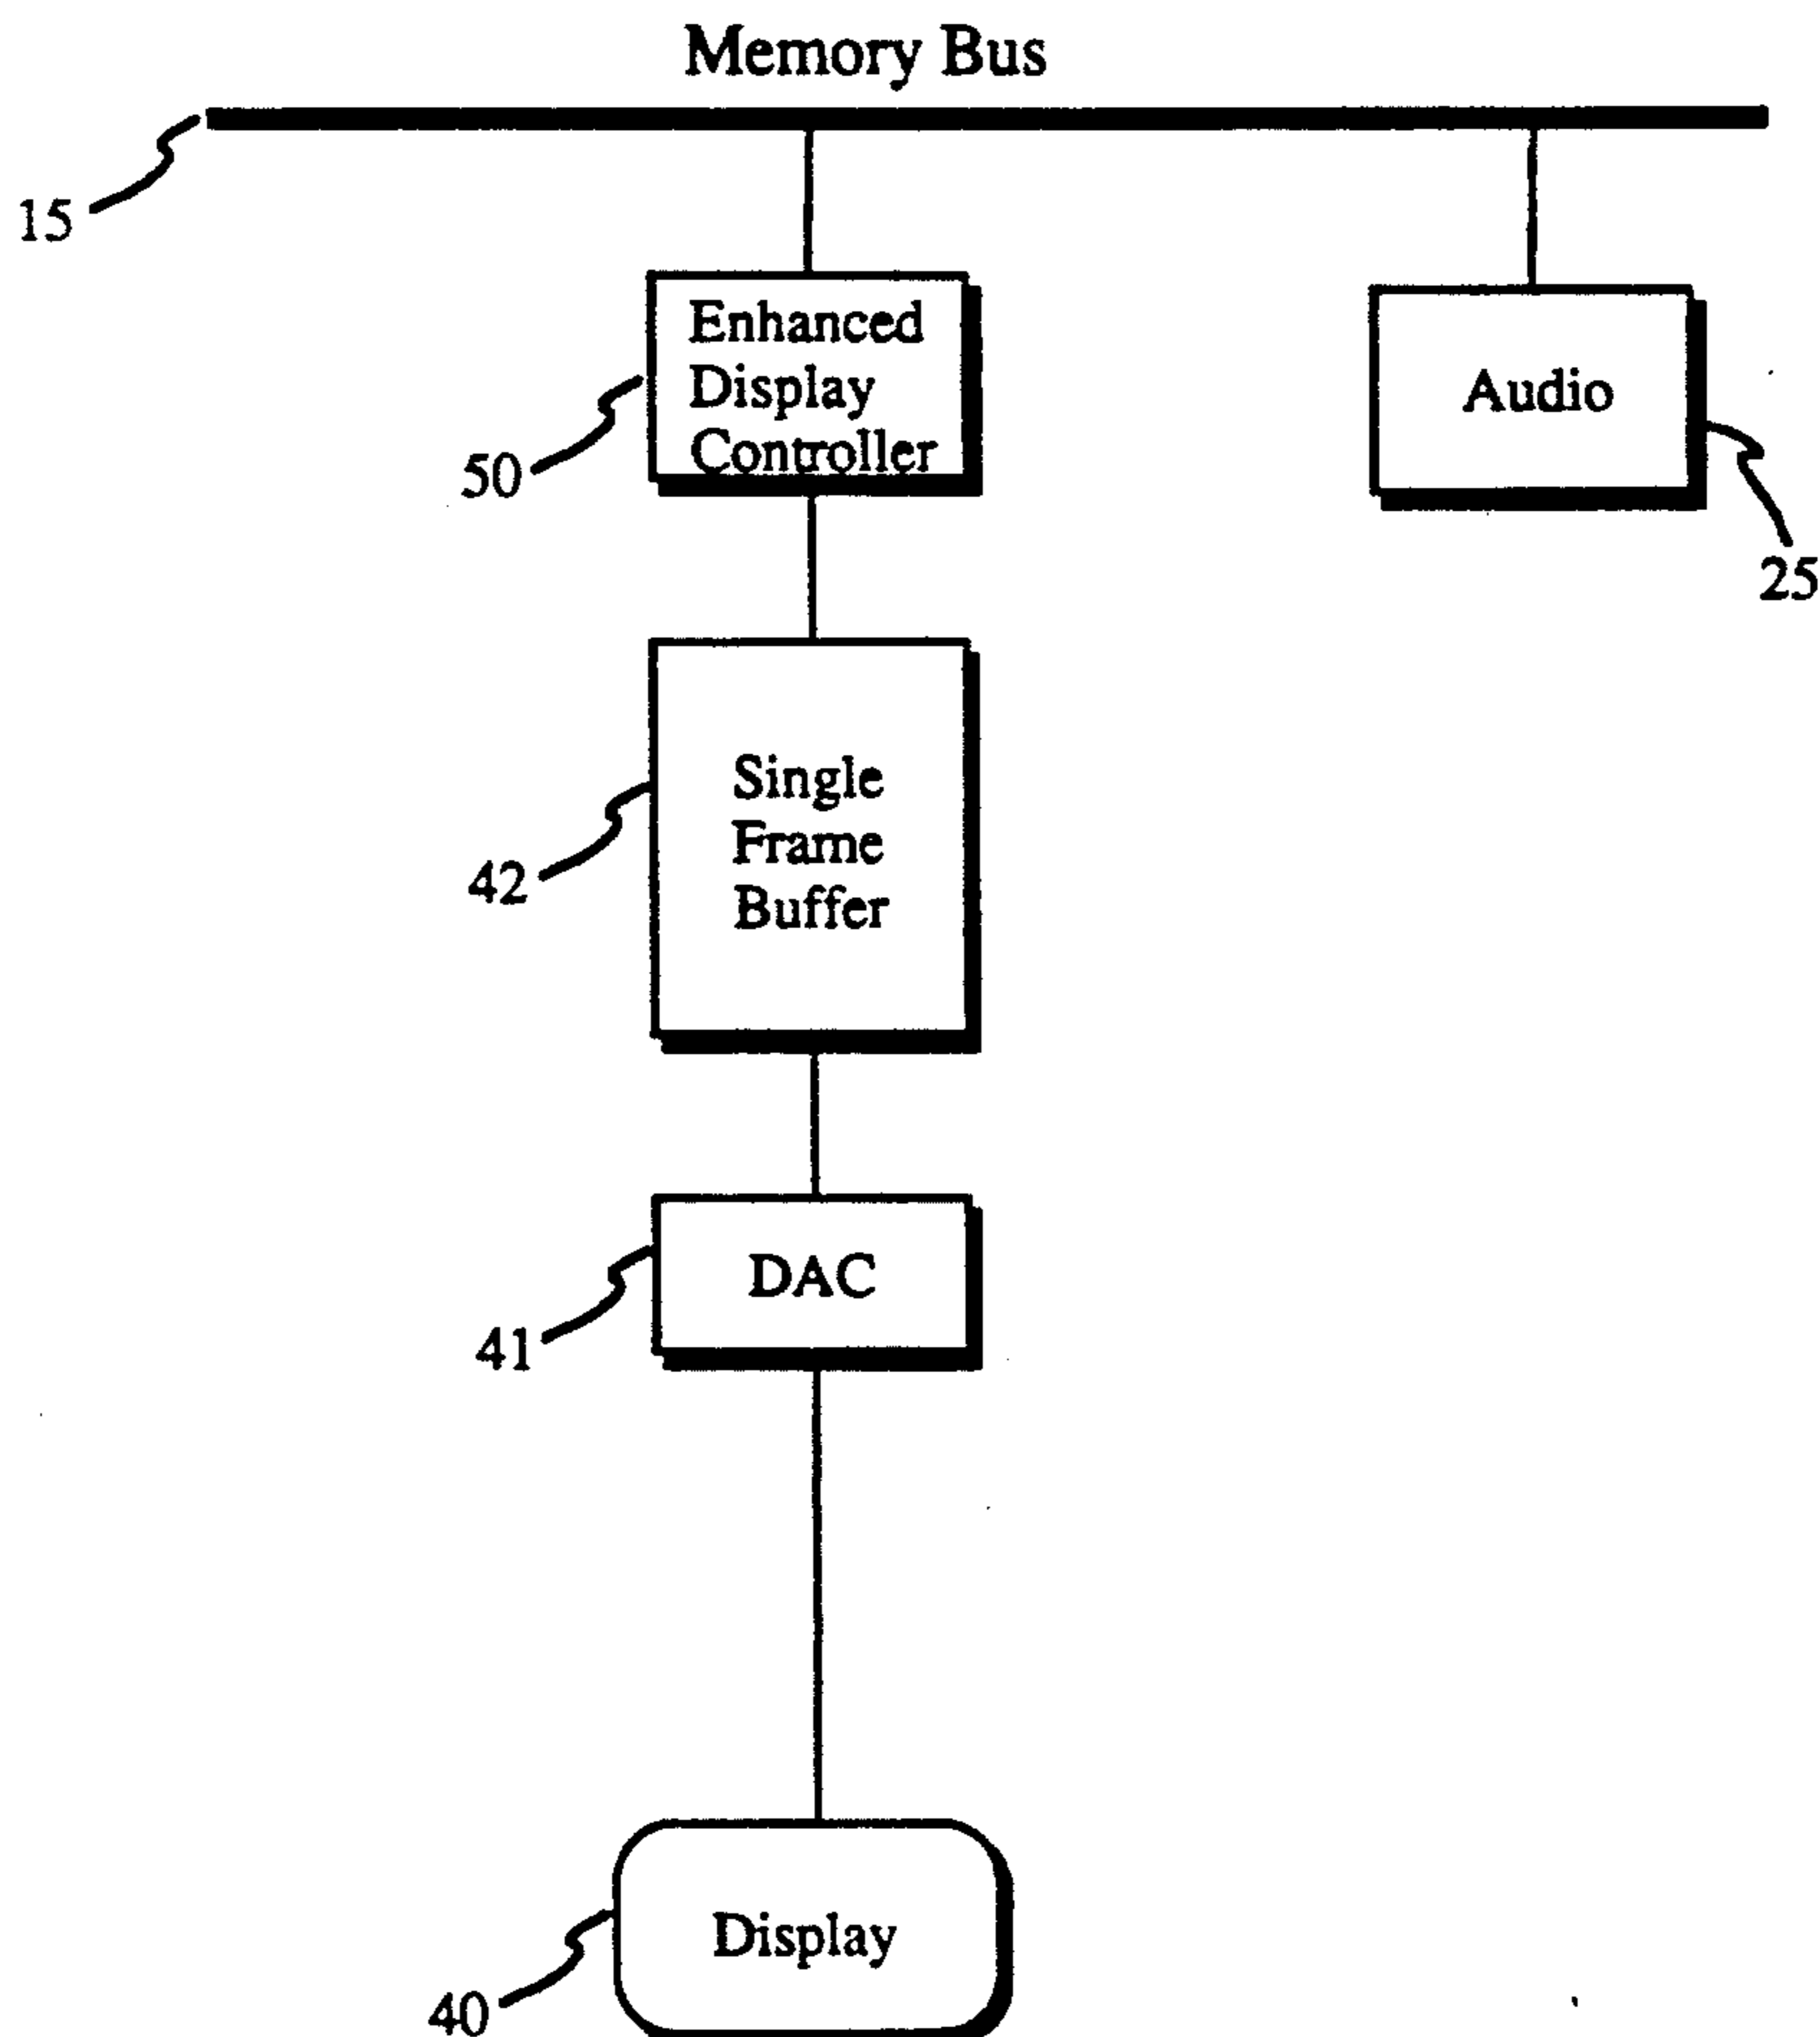 Memory Bus
15
Enhanced
Display
Controller
50
Audio
25
Single
Frame
Buffer
42
DAC
41
Display
40